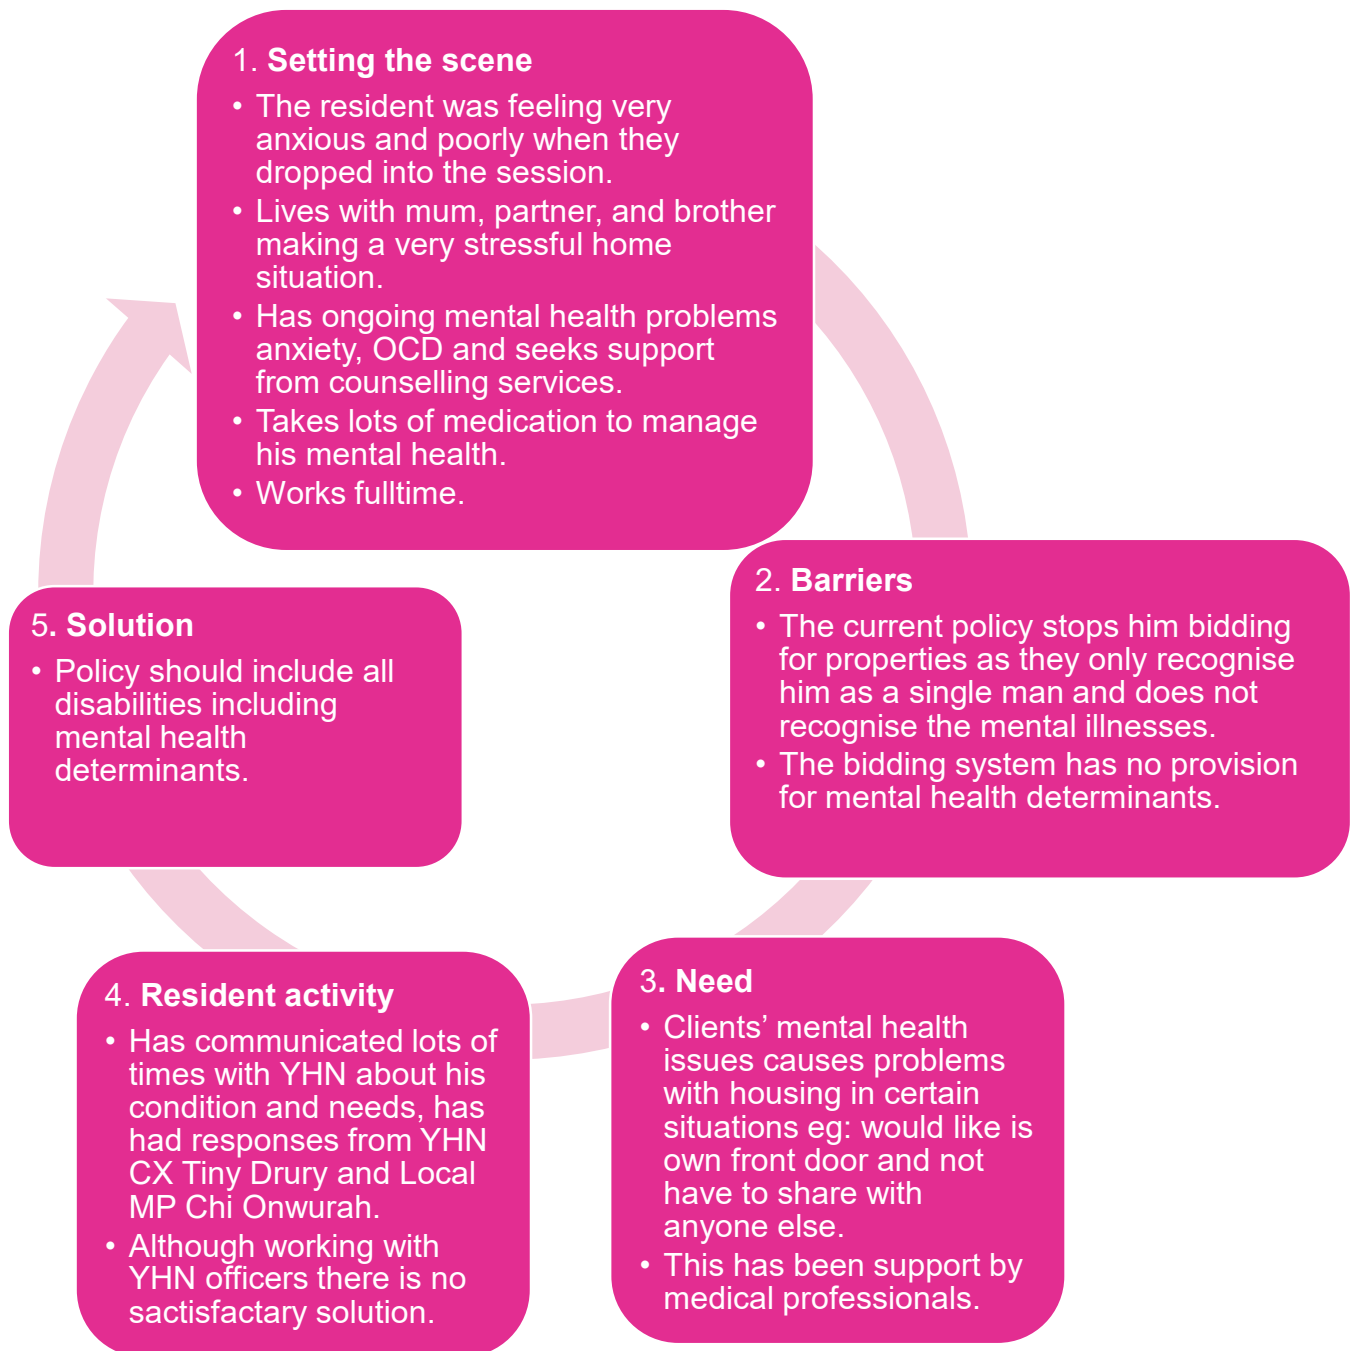 1. Setting the scene
• The resident was feeling very
anxious and poorly when they
dropped into the session.
• Lives with mum, partner, and brother
making a very stressful home
situation.
• Has ongoing mental health problems
anxiety, OCD and seeks support
from counselling services.
• Takes lots of medication to manage
his mental health.
• Works fulltime.
2. Barriers
• The current policy stops him bidding
for properties as they only recognise
him as a single man and does not
recognise the mental illnesses.
• The bidding system has no provision
for mental health determinants.
3. Need
• Clients’ mental health
issues causes problems
with housing in certain
situations eg: would like is
own front door and not
have to share with
anyone else.
• This has been support by
medical professionals.
4. Resident activity
• Has communicated lots of
times with YHN about his
condition and needs, has
had responses from YHN
CX Tiny Drury and Local
MP Chi Onwurah.
• Although working with
YHN officers there is no
sactisfactary solution.
5. Solution
• Policy should include all
disabilities including
mental health
determinants.